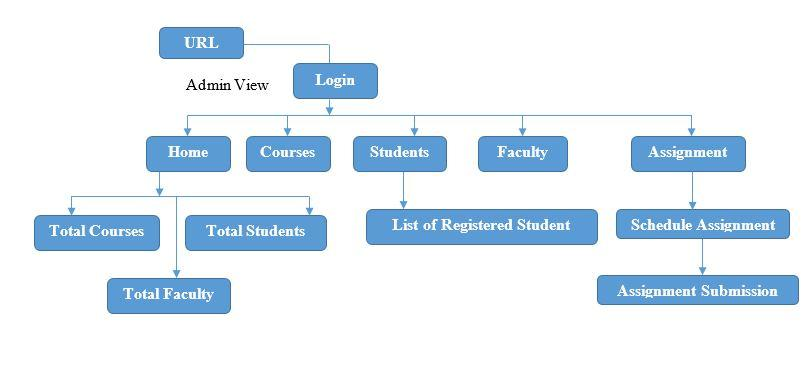 URL
Login
Admin View
Home
Courses
Students
Faculty
Assignment
Total Courses
Total Students
List of Registered Student
Schedule Assignment
Total Faculty
Assignment Submission